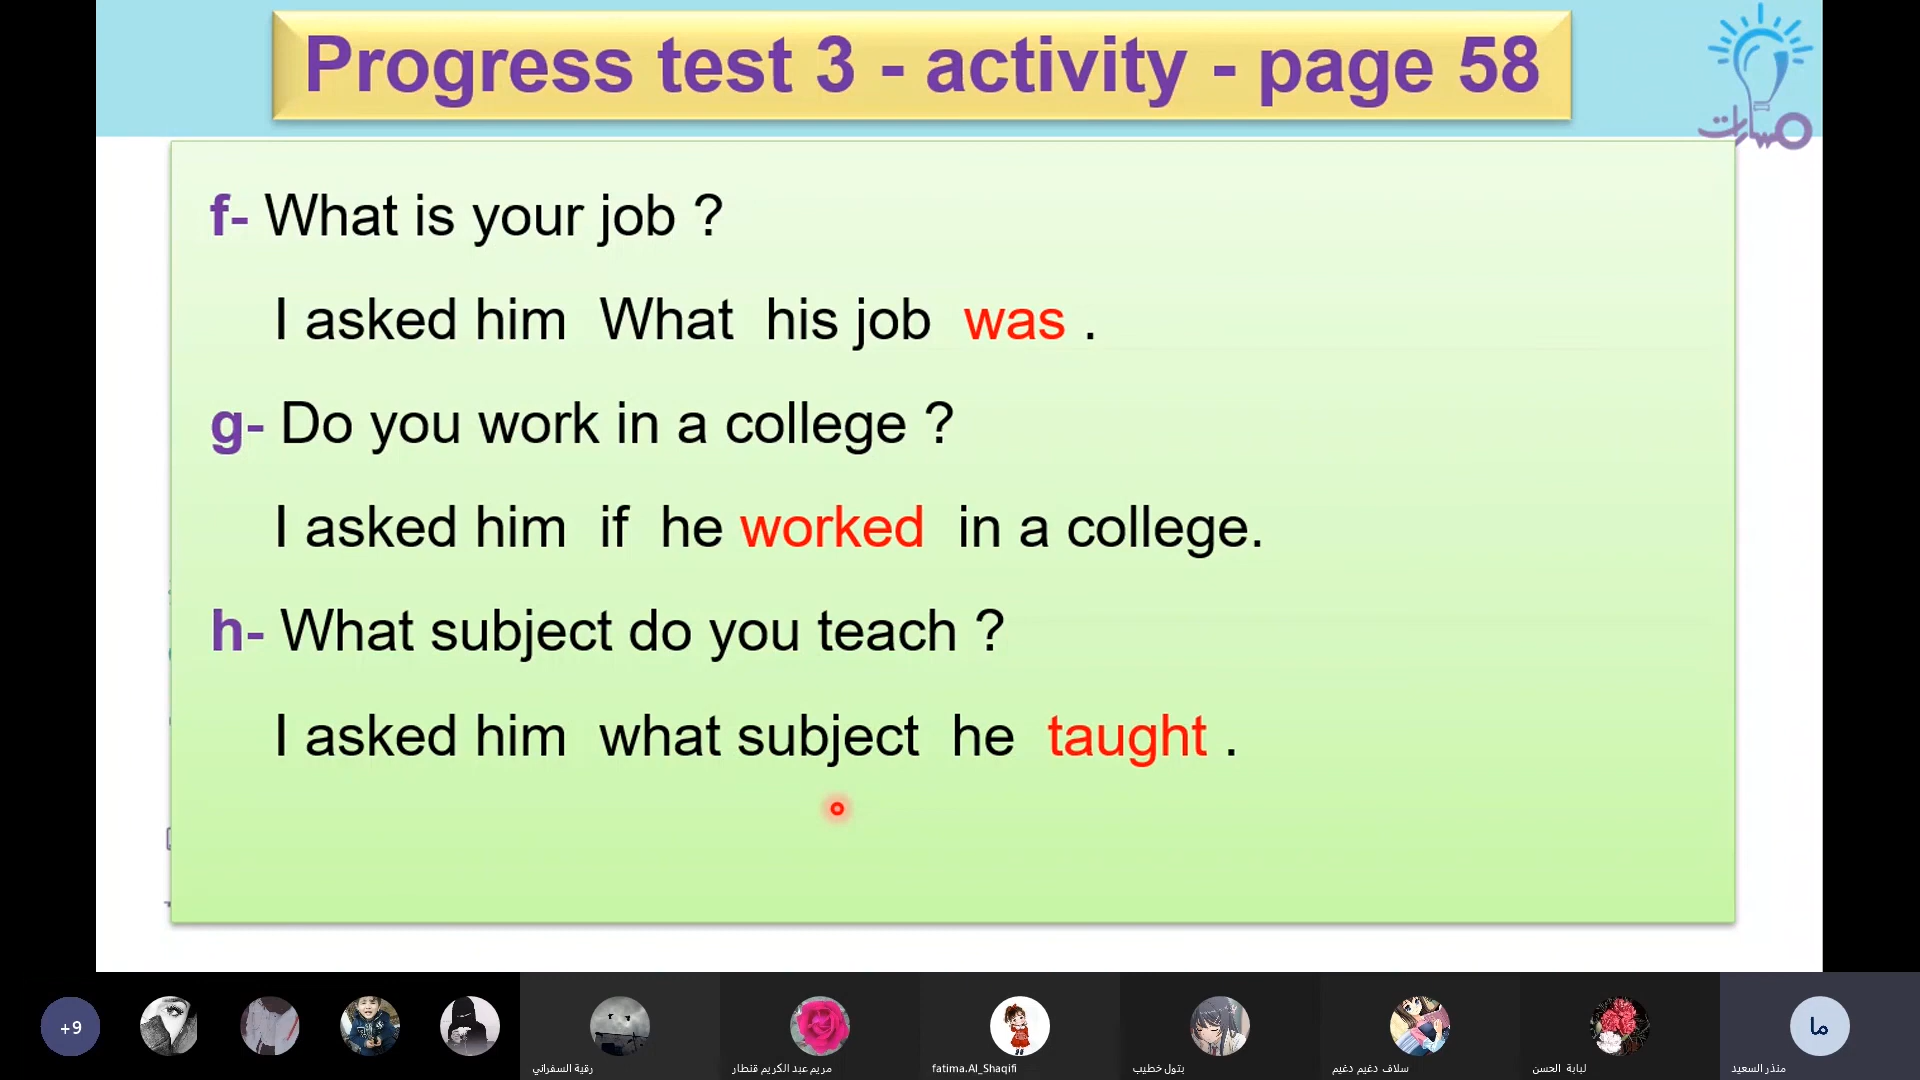 Progress test 3 - activity - page 58
مسارات
f- What is your job ?
I asked him What his job was .
g- Do you work in a college ?
I asked him if he worked in a college.
h- What subject do you teach ?
I asked him what subject he taught .
+9
رقية السفراني
مريم عبد الكريم قنطار
fatima.Al_Shaqifi
بتول خطيب
سلاف دغيم دغيم
لبابة الحسن
ما
منذر السعيد